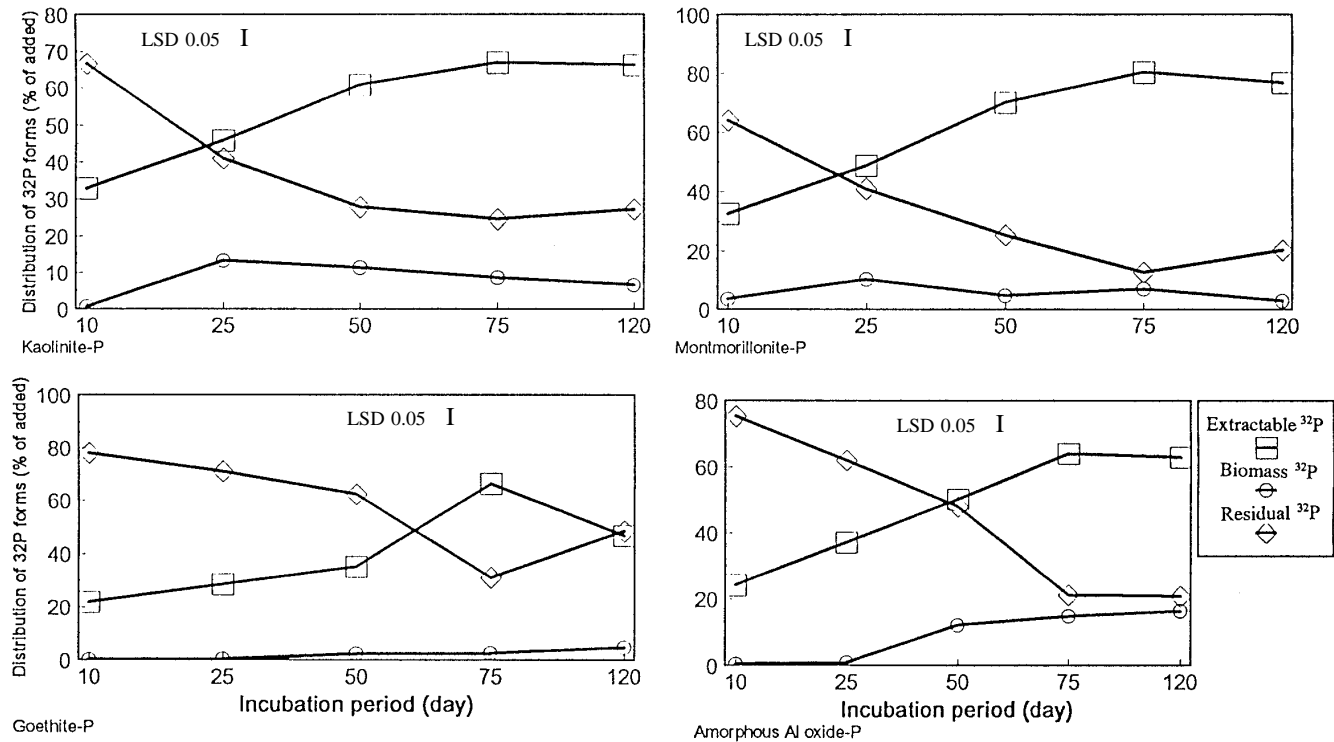 Distribution of 32P forms (% of added)
80
70
60
50
40
30
20
10
0
LSD 0.05 I
10 25 50 75 120
Kaolinite-P
100
80
60
40
20
0
LSD 0.05 I
10 25 50 75 120
Montmorillonite-P
Distribution of 32P forms (% of added)
100
80
60
40
20
0
LSD 0.05 I
10 25 50 75 120
Incubation period (day)
Goethite-P
80
60
40
20
0
LSD 0.05 I
10 25 50 75 120
Incubation period (day)
Amorphous Al oxide-P
Extractable ³²P
Biomass ³²P
Residual ³²P